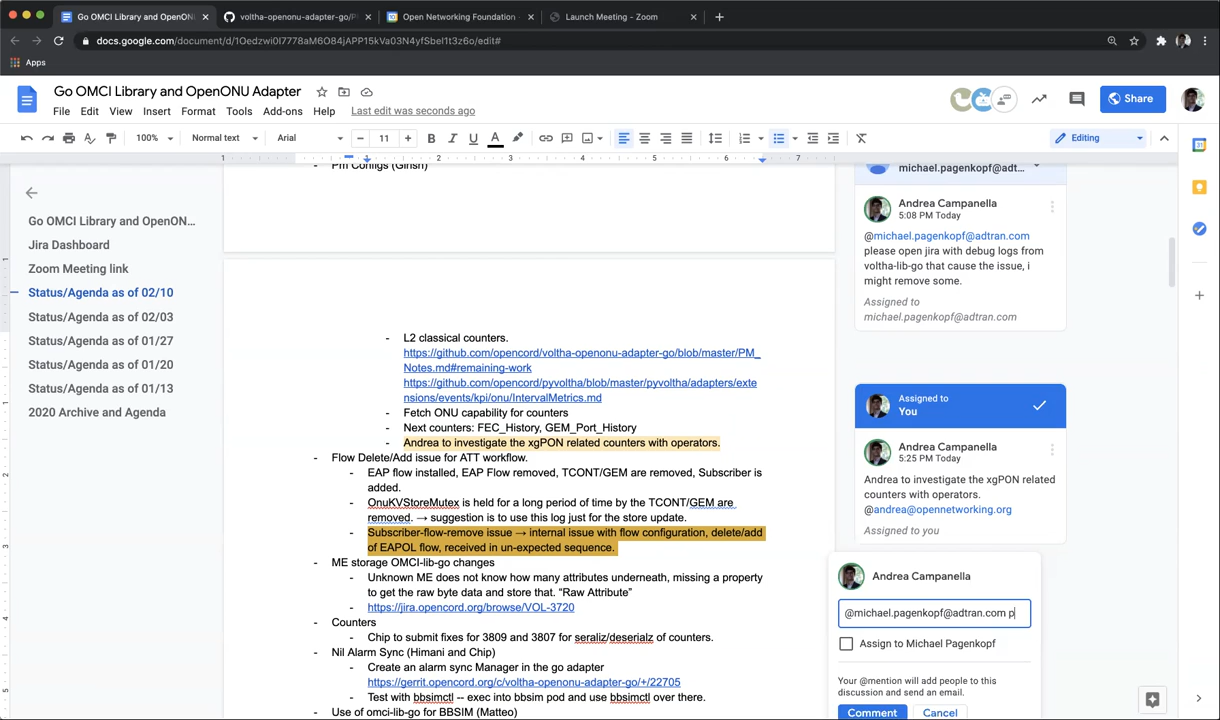 Go OMCI Library and OpenONU
voltha-openonu-adapter-go/P
Open Networking Foundation -
Launch Meeting - Zoom
docs.google.com/document/d/1Oedzwi0l7778aM6O84jAPP15kVa03N4yfSbel1t3z6o/edit#
Apps
Go OMCI Library and OpenONU Adapter
File Edit View Insert Format Tools Add-ons Help Last edit was seconds ago
Share
100% Normal text Arial 11 Editing
Go OMCI Library and OpenON...
Jira Dashboard
Zoom Meeting link
Status/Agenda as of 02/10
Status/Agenda as of 02/03
Status/Agenda as of 01/27
Status/Agenda as of 01/20
Status/Agenda as of 01/13
2020 Archive and Agenda
- Pm Configs (Girish)
- L2 classical counters.
https://github.com/opencord/voltha-openonu-adapter-go/blob/master/PM_
Notes.md#remaining-work
https://github.com/opencord/pyvoltha/blob/master/pyvoltha/adapters/exte
nsions/events/kpi/onu/IntervalMetrics.md
- Fetch ONU capability for counters
- Next counters: FEC_History, GEM_Port_History
- Andrea to investigate the xgPON related counters with operators.
- Flow Delete/Add issue for ATT workflow.
- EAP flow installed, EAP Flow removed, TCONT/GEM are removed, Subscriber is
added.
- OnuKVStoreMutex is held for a long period of time by the TCONT/GEM are
removed. → suggestion is to use this log just for the store update.
- Subscriber-flow-remove issue → internal issue with flow configuration, delete/add
of EAPOL flow, received in un-expected sequence.
- ME storage OMCI-lib-go changes
- Unknown ME does not know how many attributes underneath, missing a property
to get the raw byte data and store that. “Raw Attribute”
- https://jira.opencord.org/browse/VOL-3720
- Counters
- Chip to submit fixes for 3809 and 3807 for seraliz/deserialz of counters.
- Nil Alarm Sync (Himani and Chip)
- Create an alarm sync Manager in the go adapter
https://gerrit.opencord.org/c/voltha-openonu-adapter-go/+/22705
- Test with bbsimctl -- exec into bbsim pod and use bbsimctl over there.
- Use of omci-lib-go for BBSIM (Matteo)
michael.pagenkopf@adt...
Andrea Campanella
5:08 PM Today
@michael.pagenkopf@adtran.com
please open jira with debug logs from
voltha-lib-go that cause the issue, i
might remove some.
Assigned to
michael.pagenkopf@adtran.com
Assigned to
You
Andrea Campanella
5:25 PM Today
Andrea to investigate the xgPON related
counters with operators.
@andrea@opennetworking.org
Assigned to you
Andrea Campanella
@michael.pagenkopf@adtran.com p
Assign to Michael Pagenkopf
Your @mention will add people to this
discussion and send an email.
Comment Cancel